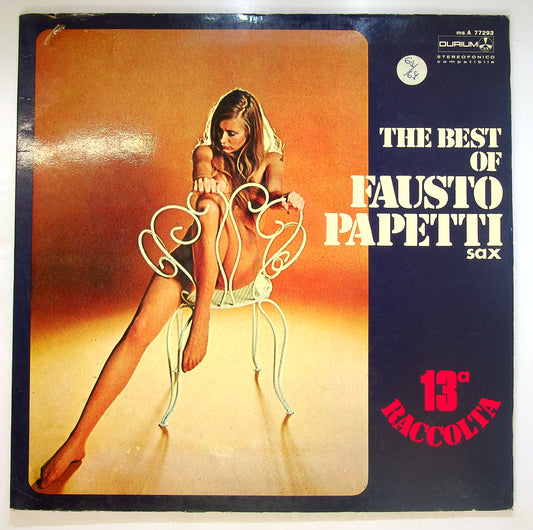 ms A 77293
DURIUM
STEREOFONICO
compatibile
THE BEST
OF
FAUSTO
PAPETTI
sax
13a
RACCOLTA